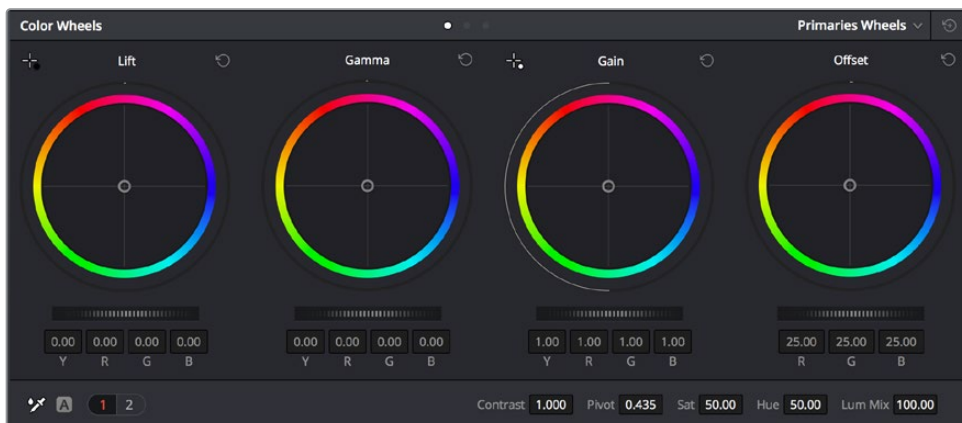 Color Wheels Primaries Wheels
Lift Gamma Gain Offset
0.00 0.00 0.00 0.00 0.00 0.00 0.00 0.00 1.00 1.00 1.00 1.00 25.00 25.00 25.00
Y R G B Y R G B Y R G B R G B
A 1 2 Contrast 1.000 Pivot 0.435 Sat 50.00 Hue 50.00 Lum Mix 100.00